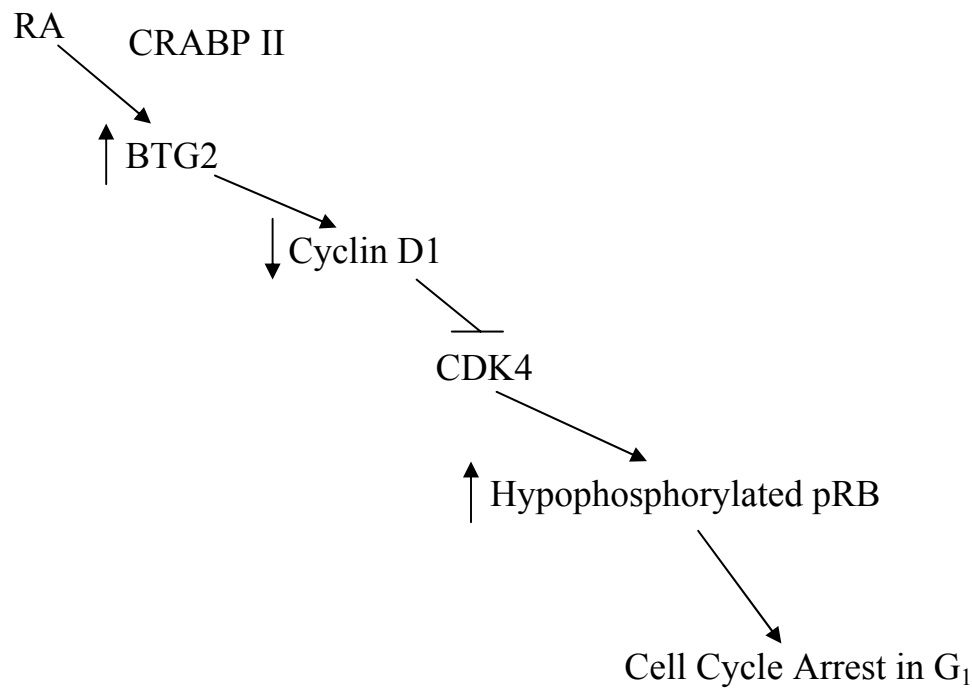 RA
CRABP II
BTG2
Cyclin D1
CDK4
Hypophosphorylated pRB
Cell Cycle Arrest in G₁